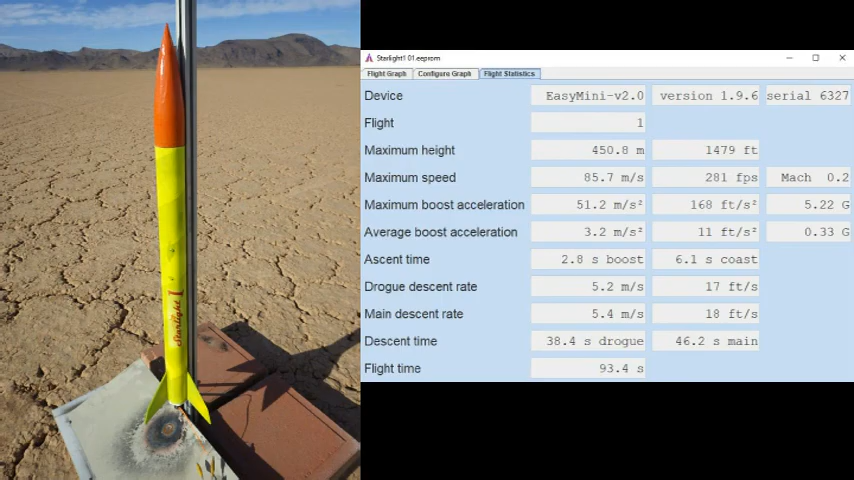 Starlight I
Starlight1 01.eeprom
Flight Graph Configure Graph Flight Statistics
Device EasyMini-v2.0 version 1.9.6 serial 6327
Flight 1
Maximum height 450.8 m 1479 ft
Maximum speed 85.7 m/s 281 fps Mach 0.2
Maximum boost acceleration 51.2 m/s² 168 ft/s² 5.22 G
Average boost acceleration 3.2 m/s² 11 ft/s² 0.33 G
Ascent time 2.8 s boost 6.1 s coast
Drogue descent rate 5.2 m/s 17 ft/s
Main descent rate 5.4 m/s 18 ft/s
Descent time 38.4 s drogue 46.2 s main
Flight time 93.4 s